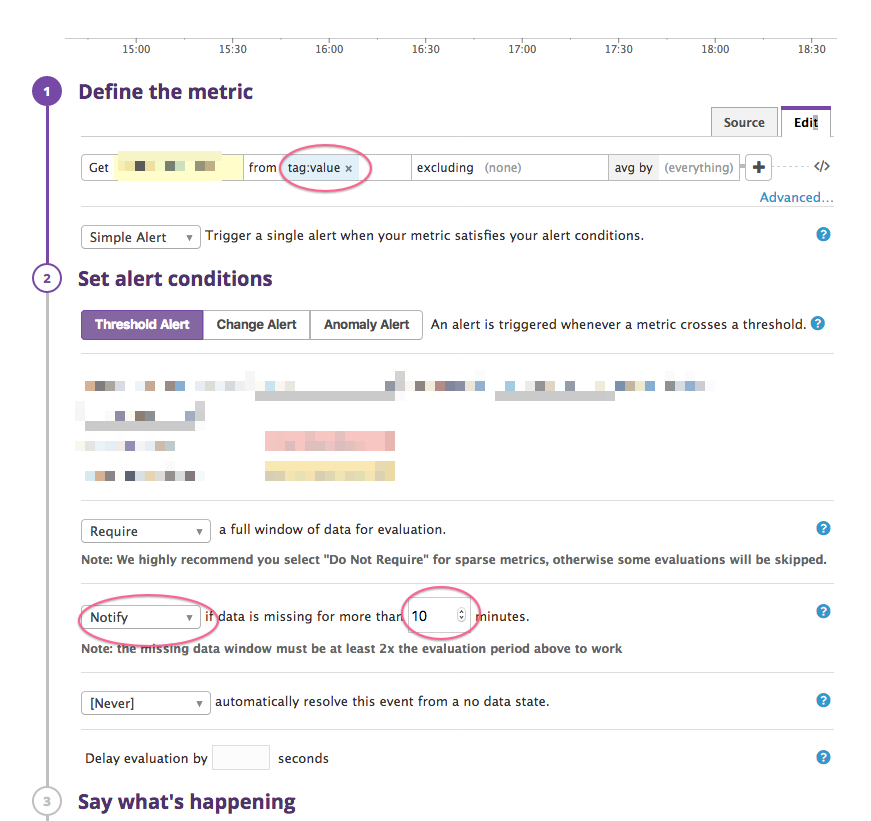 15:00 15:30 16:00 16:30 17:00 17:30 18:00 18:30
1 Define the metric
Source Edit
Get from tag:value × excluding (none) avg by (everything) + </>
Advanced...
Simple Alert ▼ Trigger a single alert when your metric satisfies your alert conditions. ?
2 Set alert conditions
Threshold Alert Change Alert Anomaly Alert An alert is triggered whenever a metric crosses a threshold. ?
Require ▼ a full window of data for evaluation. ?
Note: We highly recommend you select "Do Not Require" for sparse metrics, otherwise some evaluations will be skipped.
Notify ▼ if data is missing for more than 10 minutes. ?
Note: the missing data window must be at least 2x the evaluation period above to work
[Never] ▼ automatically resolve this event from a no data state. ?
Delay evaluation by seconds ?
3 Say what's happening